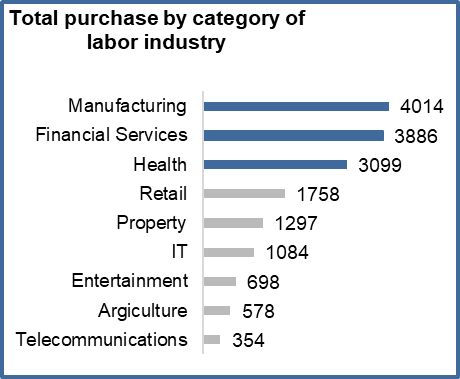 Total purchase by category of
labor industry
Manufacturing 4014
Financial Services 3886
Health 3099
Retail 1758
Property 1297
IT 1084
Entertainment 698
Argiculture 578
Telecommunications 354